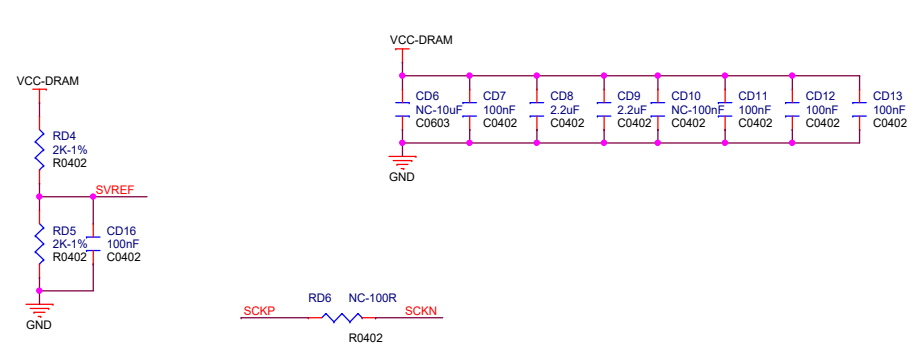 VCC-DRAM
CD6
NC-10uF
C0603
CD7
100nF
C0402
CD8
2.2uF
C0402
CD9
2.2uF
C0402
CD10
NC-100nF
C0402
CD11
100nF
C0402
CD12
100nF
C0402
CD13
100nF
C0402
GND
VCC-DRAM
RD4
2K-1%
R0402
SVREF
RD5
2K-1%
R0402
CD16
100nF
C0402
GND
RD6 NC-100R
SCKP SCKN
R0402